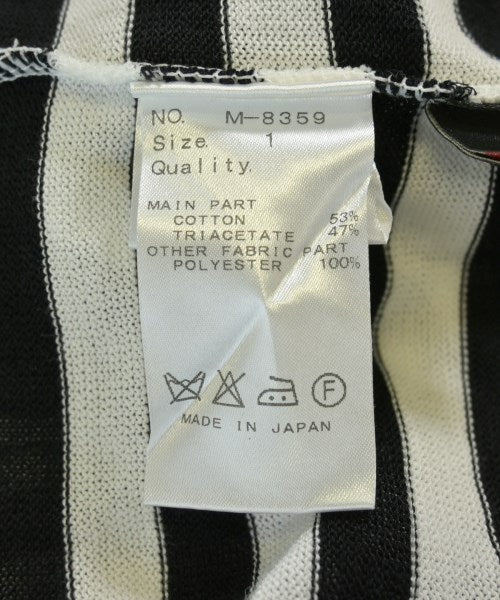 NO. M-8359
Size 1
Quality.
MAIN PART
COTTON 53%
TRIACETATE 47%
OTHER FABRIC PART
POLYESTER 100%
F
MADE IN JAPAN